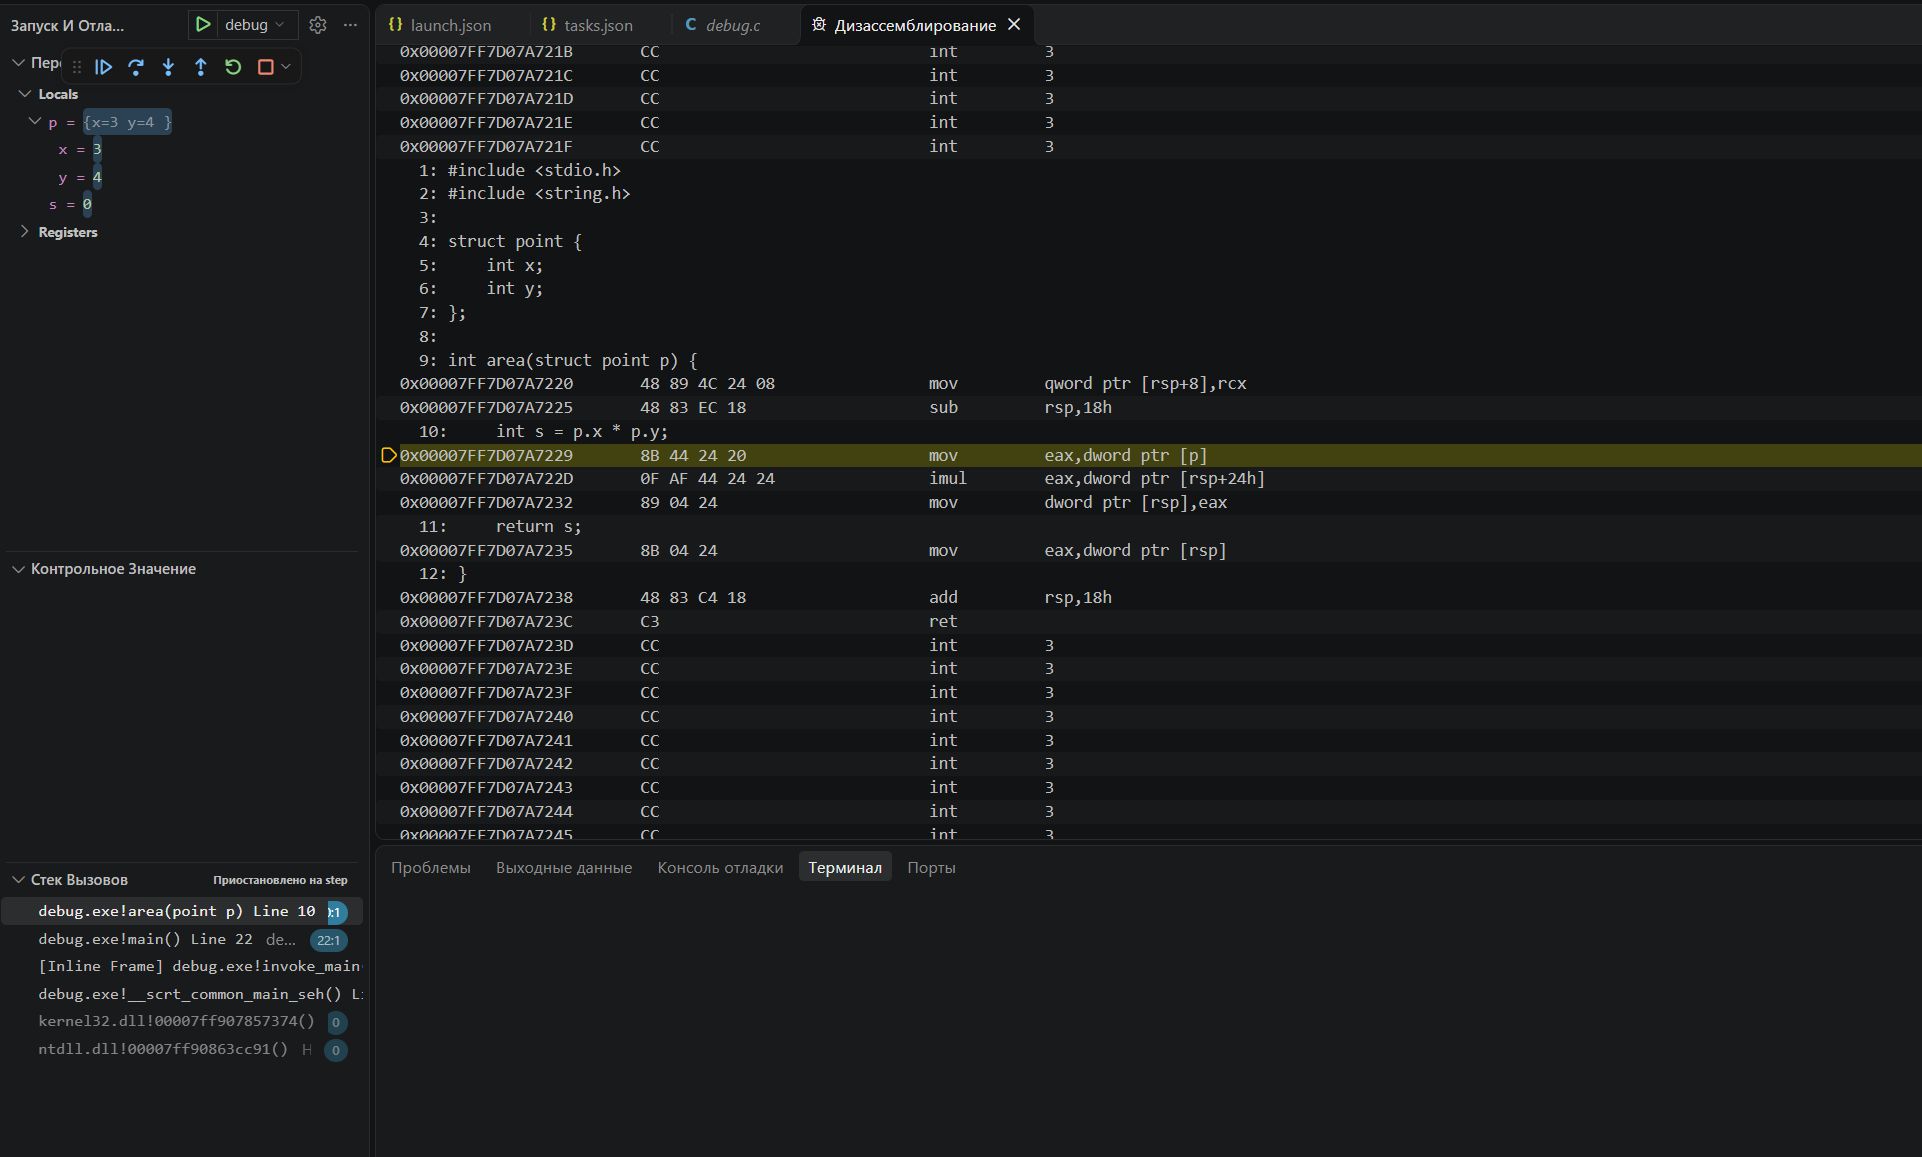 Запуск И Отла... debug
Locals
p = {x=3 y=4 }
x = 3
y = 4
s = 0
Registers
Контрольное Значение
Стек Вызовов Приостановлено на step
debug.exe!area(point p) Line 10
debug.exe!main() Line 22 de... 22:1
[Inline Frame] debug.exe!invoke_main
debug.exe!__scrt_common_main_seh()
kernel32.dll!00007ff907857374() 0
ntdll.dll!00007ff90863cc91() 0
launch.json tasks.json C debug.c Дизассемблирование
0x00007FF7D07A721B CC int 3
0x00007FF7D07A721C CC int 3
0x00007FF7D07A721D CC int 3
0x00007FF7D07A721E CC int 3
0x00007FF7D07A721F CC int 3
1: #include <stdio.h>
2: #include <string.h>
3:
4: struct point {
5: int x;
6: int y;
7: };
8:
9: int area(struct point p) {
0x00007FF7D07A7220 48 89 4C 24 08 mov qword ptr [rsp+8],rcx
0x00007FF7D07A7225 48 83 EC 18 sub rsp,18h
10: int s = p.x * p.y;
0x00007FF7D07A7229 8B 44 24 20 mov eax,dword ptr [p]
0x00007FF7D07A722D 0F AF 44 24 24 imul eax,dword ptr [rsp+24h]
0x00007FF7D07A7232 89 04 24 mov dword ptr [rsp],eax
11: return s;
0x00007FF7D07A7235 8B 04 24 mov eax,dword ptr [rsp]
12: }
0x00007FF7D07A7238 48 83 C4 18 add rsp,18h
0x00007FF7D07A723C C3 ret
0x00007FF7D07A723D CC int 3
0x00007FF7D07A723E CC int 3
0x00007FF7D07A723F CC int 3
0x00007FF7D07A7240 CC int 3
0x00007FF7D07A7241 CC int 3
0x00007FF7D07A7242 CC int 3
0x00007FF7D07A7243 CC int 3
0x00007FF7D07A7244 CC int 3
0x00007FF7D07A7245 CC int 3
Проблемы Выходные данные Консоль отладки Терминал Порты